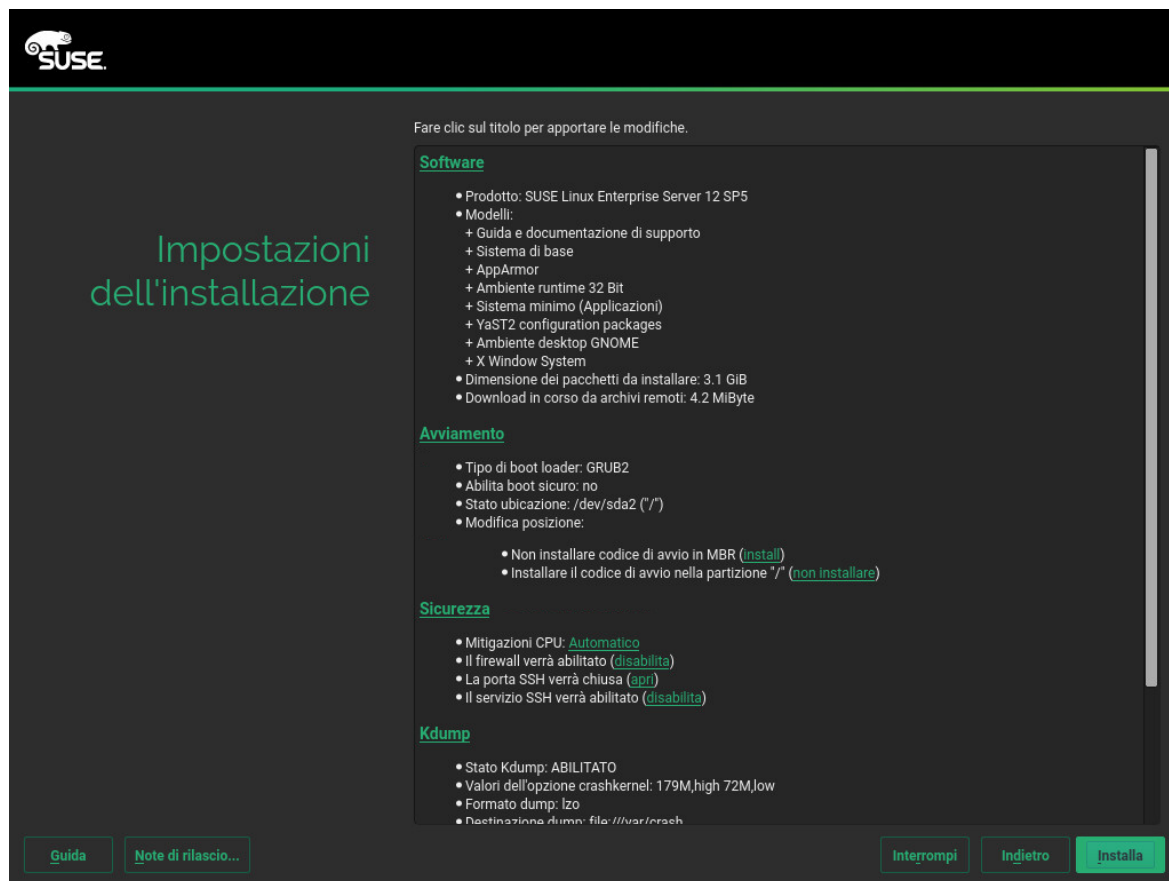 SUSE.
Fare clic sul titolo per apportare le modifiche.
Impostazioni
dell'installazione
Software
• Prodotto: SUSE Linux Enterprise Server 12 SP5
• Modelli:
+ Guida e documentazione di supporto
+ Sistema di base
+ AppArmor
+ Ambiente runtime 32 Bit
+ Sistema minimo (Applicazioni)
+ YaST2 configuration packages
+ Ambiente desktop GNOME
+ X Window System
• Dimensione dei pacchetti da installare: 3.1 GiB
• Download in corso da archivi remoti: 4.2 MiByte
Avviamento
• Tipo di boot loader: GRUB2
• Abilita boot sicuro: no
• Stato ubicazione: /dev/sda2 ("/")
• Modifica posizione:
• Non installare codice di avvio in MBR (install)
• Installare il codice di avvio nella partizione "/" (non installare)
Sicurezza
• Mitigazioni CPU: Automatico
• Il firewall verrà abilitato (disabilita)
• La porta SSH verrà chiusa (apri)
• Il servizio SSH verrà abilitato (disabilita)
Kdump
• Stato Kdump: ABILITATO
• Valori dell'opzione crashkernel: 179M,high 72M,low
• Formato dump: lzo
• Destinazione dump: file:///var/crash
Guida
Note di rilascio...
Interrompi
Indietro
Installa